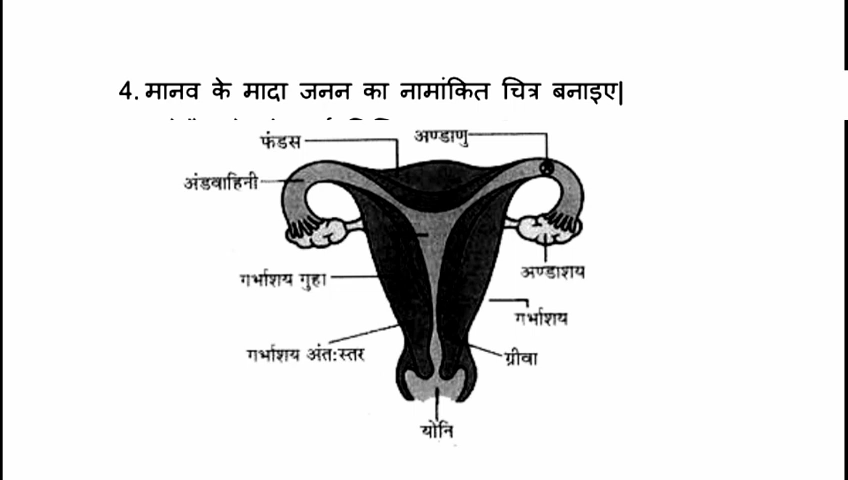 4. मानव के मादा जनन का नामांकित चित्र बनाइए|
फंडस
अण्डाणु
अंडवाहिनी
अण्डाशय
गर्भाशय गुहा
गर्भाशय
गर्भाशय अंत:स्तर
ग्रीवा
योनि